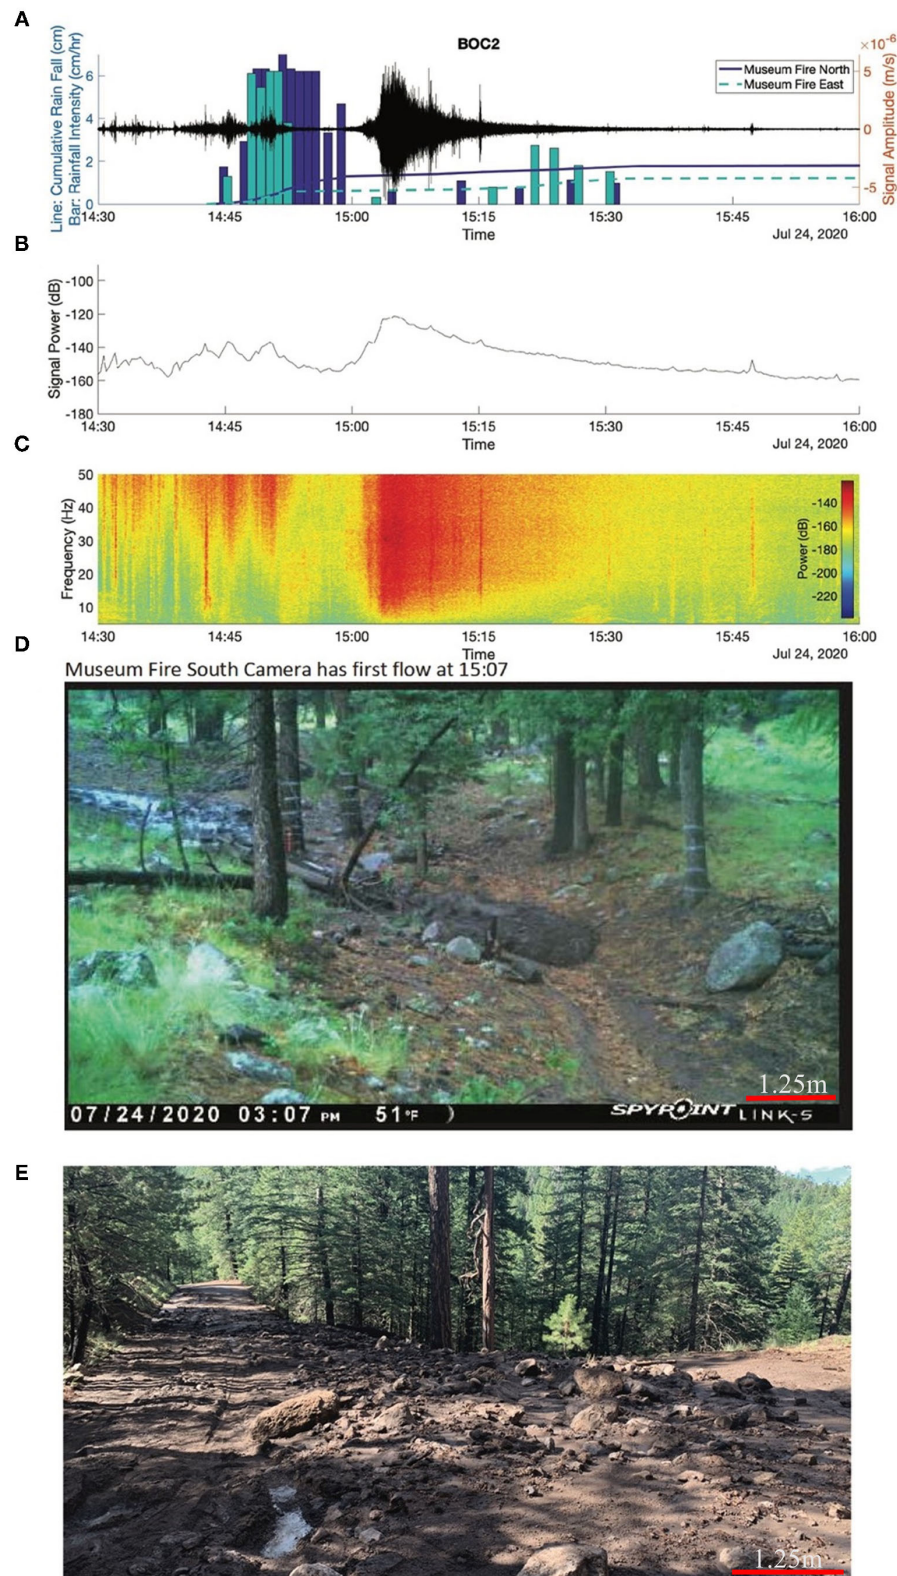 A
BOC2
×10⁻⁶
Line: Cumulative Rain Fall (cm)
Bar: Rainfall Intensity (cm/hr)
6
4
2
0
Museum Fire North
Museum Fire East
5
0
-5
Signal Amplitude (m/s)
14:30 14:45 15:00 15:15 15:30 15:45 16:00
Time
Jul 24, 2020
B
Signal Power (dB)
-100
-120
-140
-160
-180
14:30 14:45 15:00 15:15 15:30 15:45 16:00
Time
Jul 24, 2020
C
Frequency (Hz)
50
40
30
20
10
Power (dB)
-140
-160
-180
-200
-220
14:30 14:45 15:00 15:15 15:30 15:45 16:00
Time
Jul 24, 2020
D
Museum Fire South Camera has first flow at 15:07
1.25m
07/24/2020 03:07 PM 51°F SPYPOINT LINK-S
E
1.25m